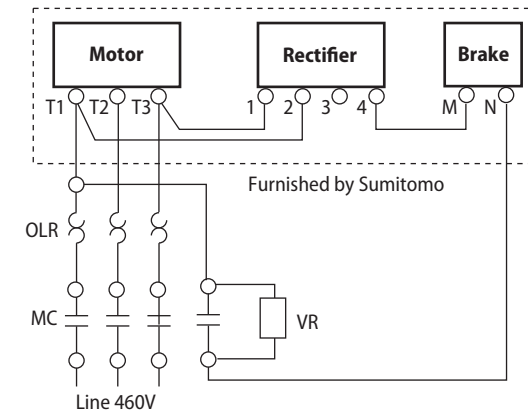 Motor Rectifier Brake
T1 T2 T3 1 2 3 4 M N
Furnished by Sumitomo
OLR
MC VR
Line 460V